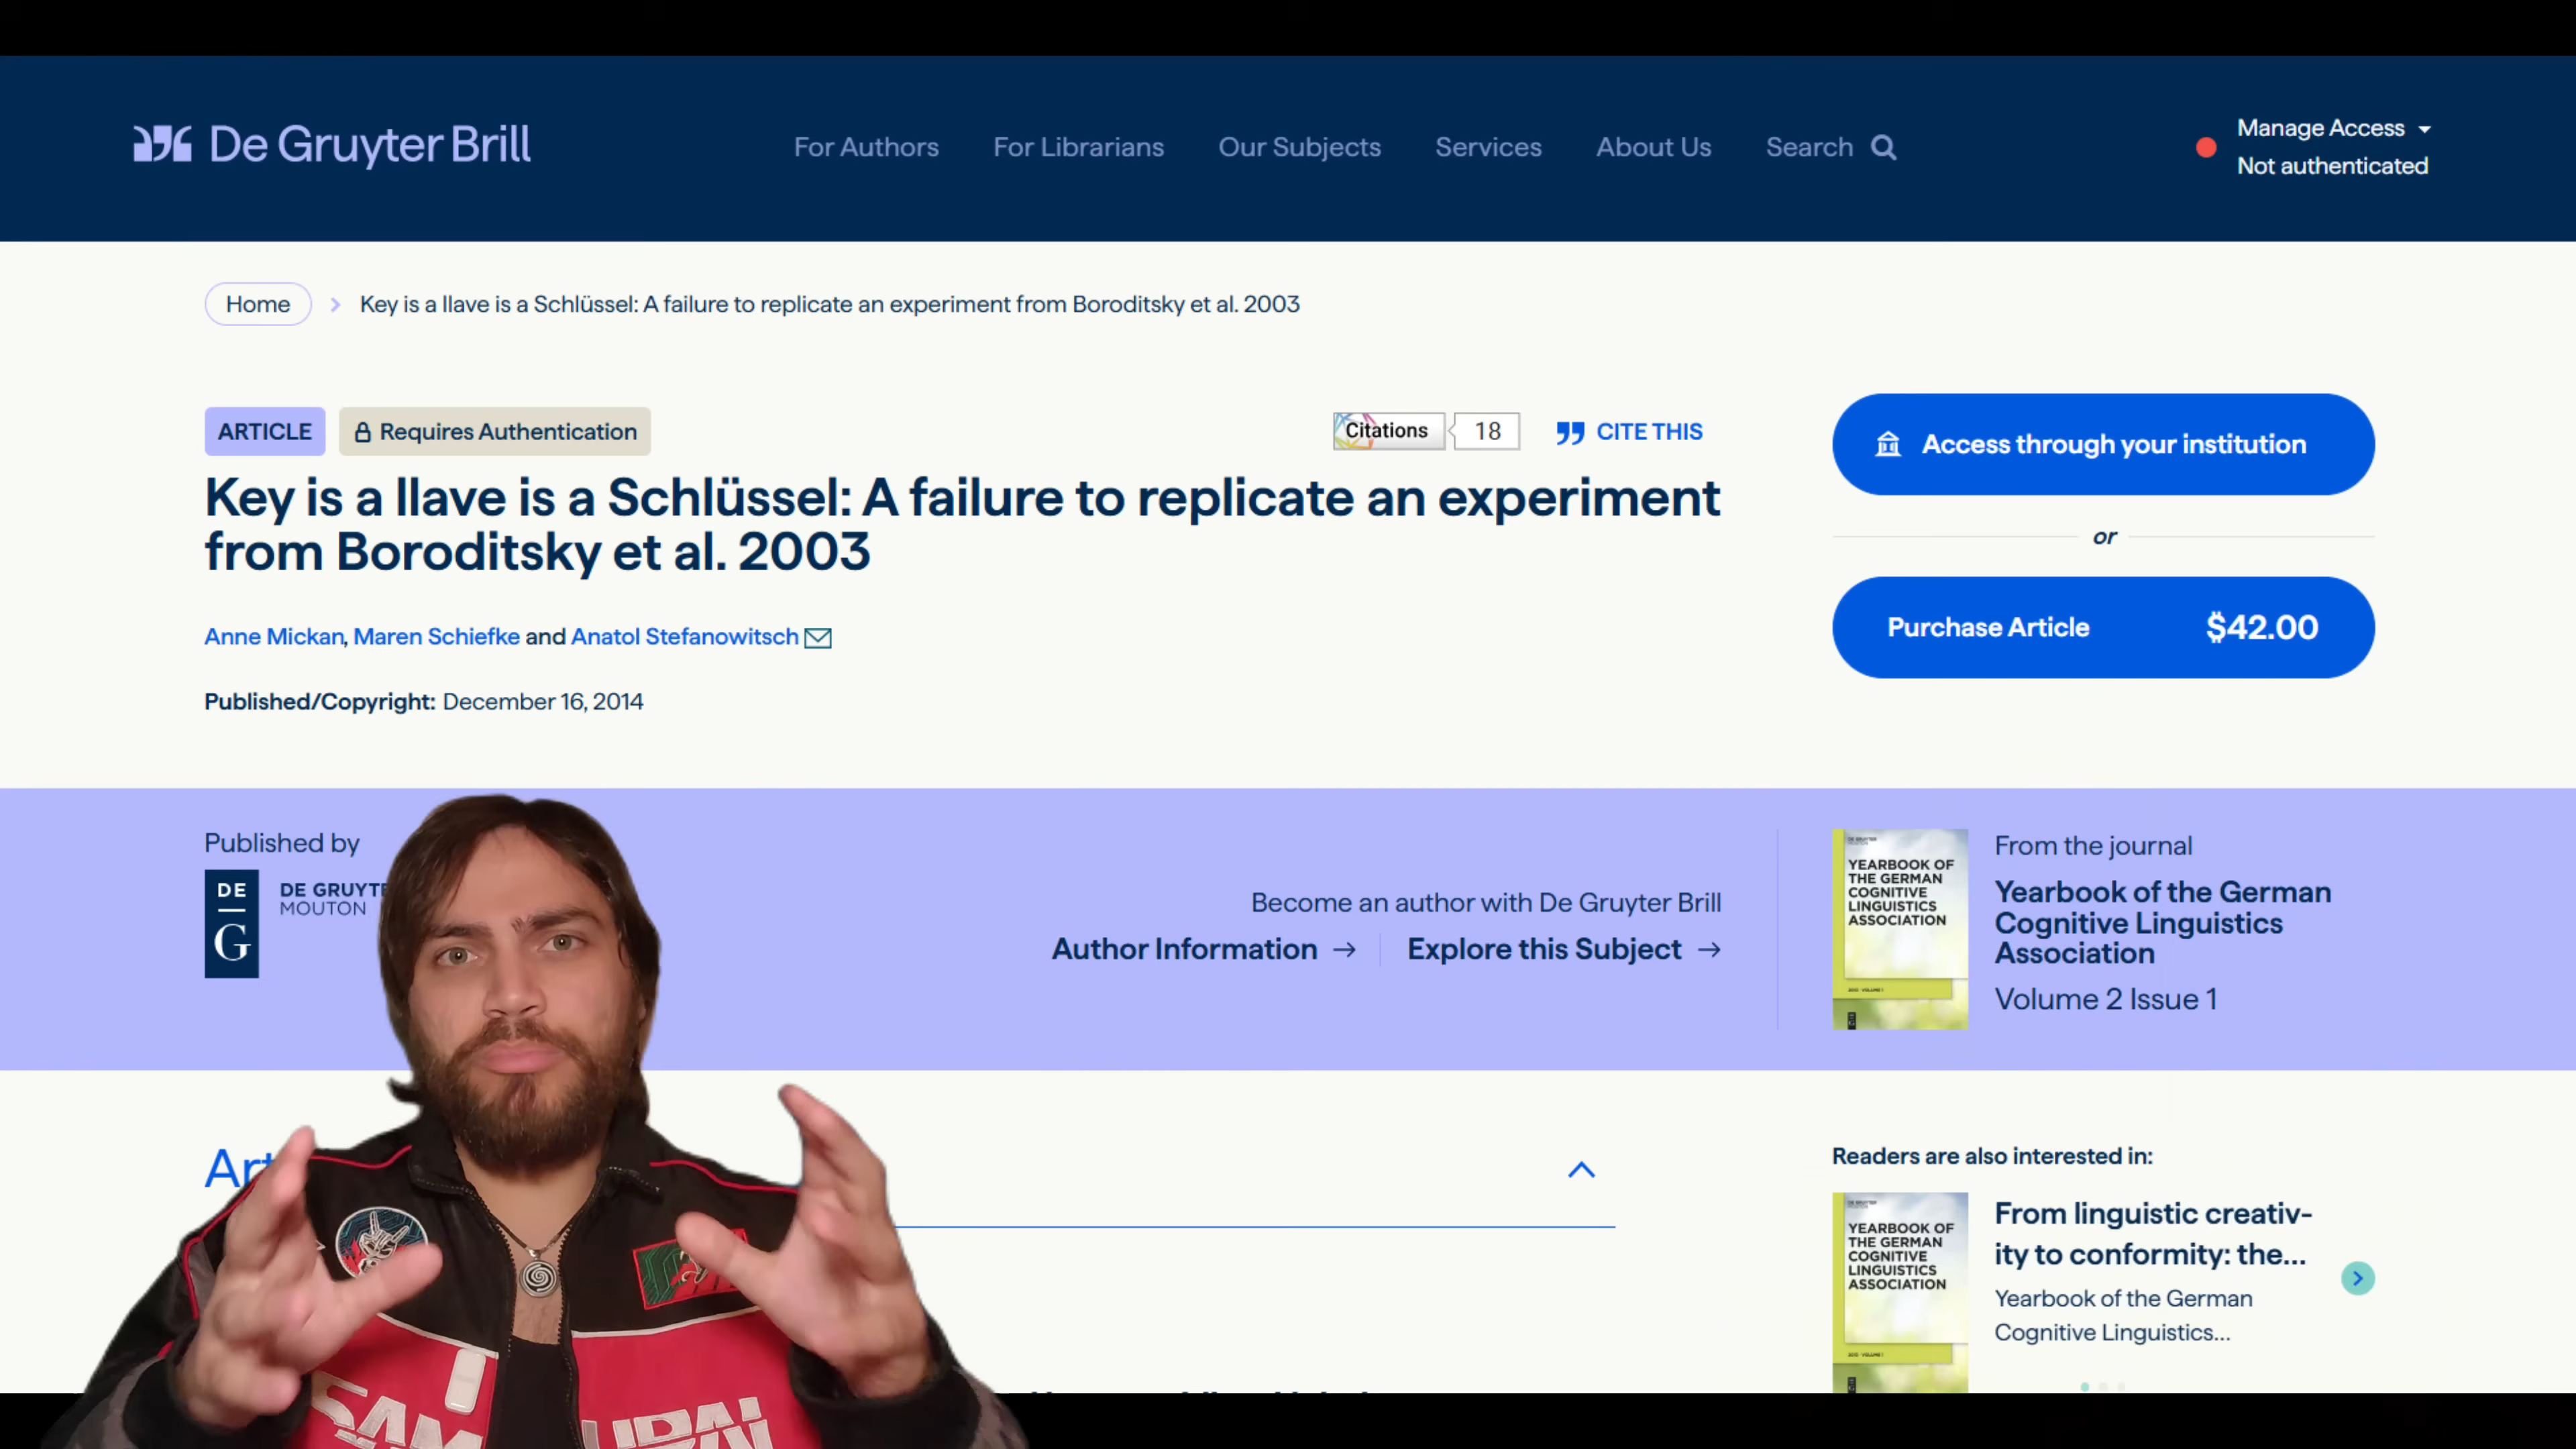 De Gruyter Brill
For Authors
For Librarians
Our Subjects
Services
About Us
Search
Manage Access
Not authenticated
Home
Key is a llave is a Schlüssel: A failure to replicate an experiment from Boroditsky et al. 2003
ARTICLE
Requires Authentication
Citations
18
CITE THIS
Key is a llave is a Schlüssel: A failure to replicate an experiment
from Boroditsky et al. 2003
Anne Mickan, Maren Schiefke and Anatol Stefanowitsch
Published/Copyright: December 16, 2014
Access through your institution
or
Purchase Article $42.00
Published by
DE
G
DE GRUYTE
MOUTON
Become an author with De Gruyter Brill
Author Information
Explore this Subject
YEARBOOK OF
THE GERMAN
COGNITIVE
LINGUISTICS
ASSOCIATION
From the journal
Yearbook of the German
Cognitive Linguistics
Association
Volume 2 Issue 1
Art
Readers are also interested in:
YEARBOOK OF
THE GERMAN
COGNITIVE
LINGUISTICS
ASSOCIATION
From linguistic creativ-
ity to conformity: the...
Yearbook of the German
Cognitive Linguistics...